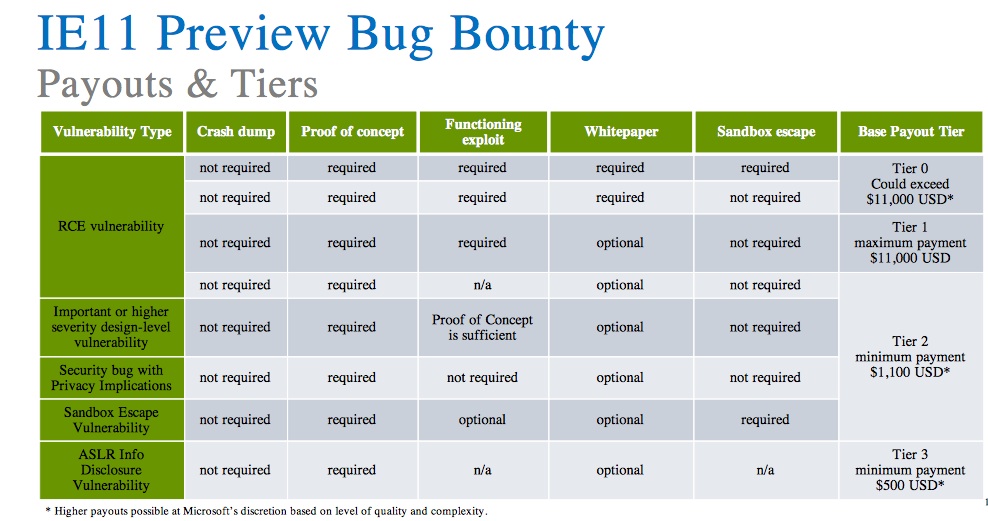 IE11 Preview Bug Bounty
Payouts & Tiers
Vulnerability Type
Crash dump
Proof of concept
Functioning
exploit
Whitepaper
Sandbox escape
Base Payout Tier
RCE vulnerability
not required
required
required
required
required
Tier 0
Could exceed
$11,000 USD*
not required
required
required
required
not required
not required
required
required
optional
not required
Tier 1
maximum payment
$11,000 USD
not required
required
n/a
optional
not required
Tier 2
minimum payment
$1,100 USD*
Important or higher
severity design-level
vulnerability
not required
required
Proof of Concept
is sufficient
optional
not required
Security bug with
Privacy Implications
not required
required
not required
optional
not required
Sandbox Escape
Vulnerability
not required
required
optional
optional
required
ASLR Info
Disclosure
Vulnerability
not required
required
n/a
optional
n/a
Tier 3
minimum payment
$500 USD*
* Higher payouts possible at Microsoft's discretion based on level of quality and complexity.
1